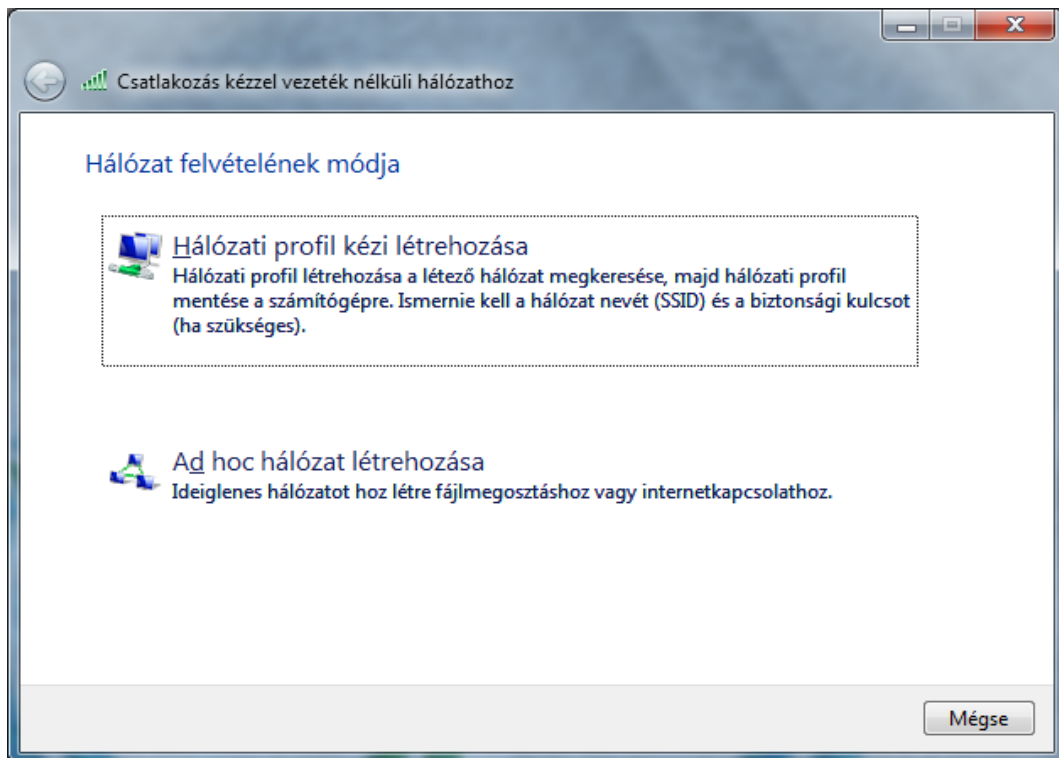 Csatlakozás kézzel vezeték nélküli hálózathoz
Hálózat felvételének módja
Hálózati profil kézi létrehozása
Hálózati profil létrehozása a létező hálózat megkeresése, majd hálózati profil
mentése a számítógépre. Ismernie kell a hálózat nevét (SSID) és a biztonsági kulcsot
(ha szükséges).
Ad hoc hálózat létrehozása
Ideiglenes hálózatot hoz létre fájlmegosztáshoz vagy internetkapcsolathoz.
Mégse